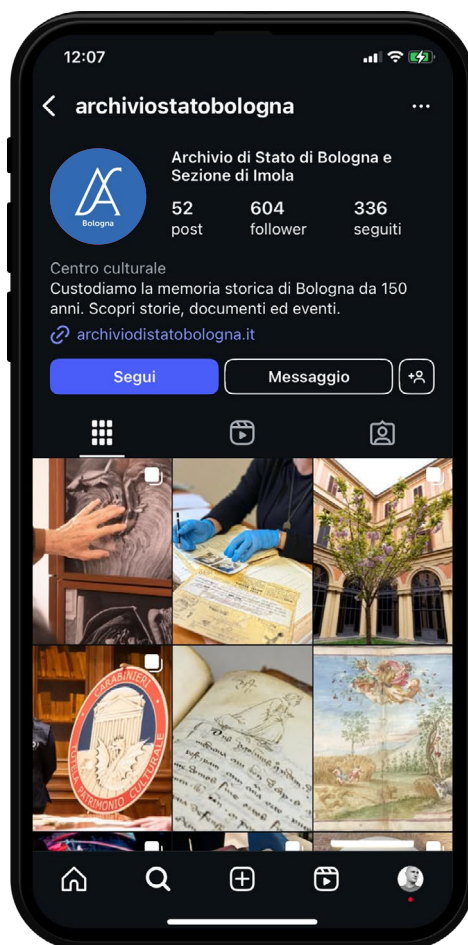 12:07
archiviostatobologna
Archivio di Stato di Bologna e
Sezione di Imola
Bologna
52 604 336
post follower seguiti
Centro culturale
Custodiamo la memoria storica di Bologna da 150
anni. Scopri storie, documenti ed eventi.
archiviodistatobologna.it
Segui Messaggio
CARABINIERI
TUTELA PATRIMONIO CULTURALE